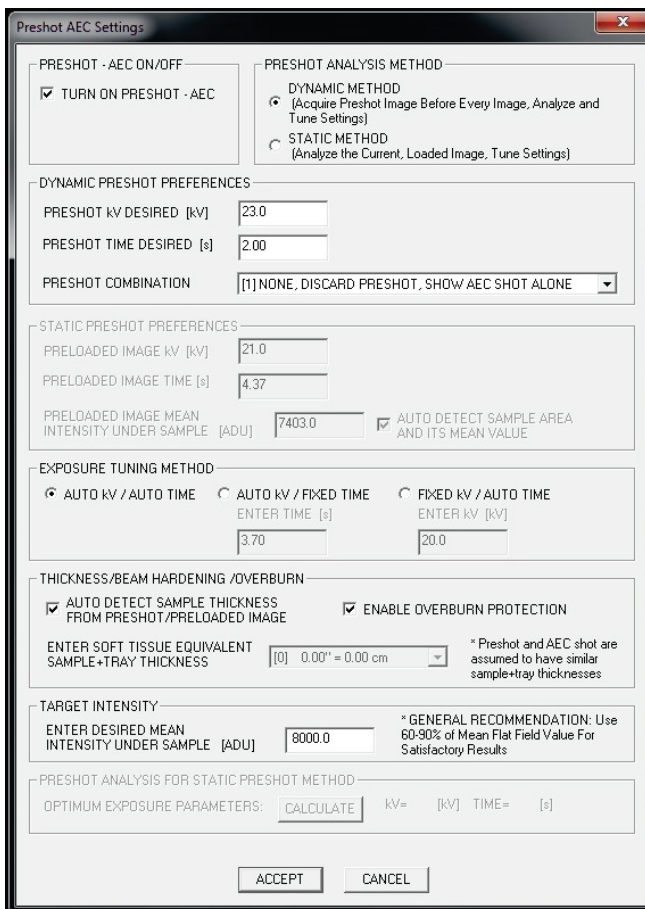 Preshot AEC Settings
x
PRESHOT - AEC ON/OFF
TURN ON PRESHOT - AEC
PRESHOT ANALYSIS METHOD
DYNAMIC METHOD
(Acquire Preshot Image Before Every Image, Analyze and
Tune Settings)
STATIC METHOD
(Analyze the Current, Loaded Image, Tune Settings)
DYNAMIC PRESHOT PREFERENCES
PRESHOT kV DESIRED [kV] 23.0
PRESHOT TIME DESIRED [s] 2.00
PRESHOT COMBINATION [1] NONE, DISCARD PRESHOT, SHOW AEC SHOT ALONE
STATIC PRESHOT PREFERENCES
PRELOADED IMAGE kV [kV] 21.0
PRELOADED IMAGE TIME [s] 4.37
PRELOADED IMAGE MEAN
INTENSITY UNDER SAMPLE [ADU] 7403.0
AUTO DETECT SAMPLE AREA
AND ITS MEAN VALUE
EXPOSURE TUNING METHOD
AUTO kV / AUTO TIME AUTO kV / FIXED TIME FIXED kV / AUTO TIME
ENTER TIME [s] ENTER kV [kV]
3.70 20.0
THICKNESS/BEAM HARDENING /OVERBURN
AUTO DETECT SAMPLE THICKNESS
FROM PRESHOT/PRELOADED IMAGE
ENABLE OVERBURN PROTECTION
ENTER SOFT TISSUE EQUIVALENT
SAMPLE+TRAY THICKNESS
[0] 0.00" = 0.00 cm
* Preshot and AEC shot are
assumed to have similar
sample+tray thicknesses
TARGET INTENSITY
ENTER DESIRED MEAN
INTENSITY UNDER SAMPLE [ADU] 8000.0
* GENERAL RECOMMENDATION: Use
60-90% of Mean Flat Field Value For
Satisfactory Results
PRESHOT ANALYSIS FOR STATIC PRESHOT METHOD
OPTIMUM EXPOSURE PARAMETERS: CALCULATE kV= [kV] TIME= [s]
ACCEPT CANCEL